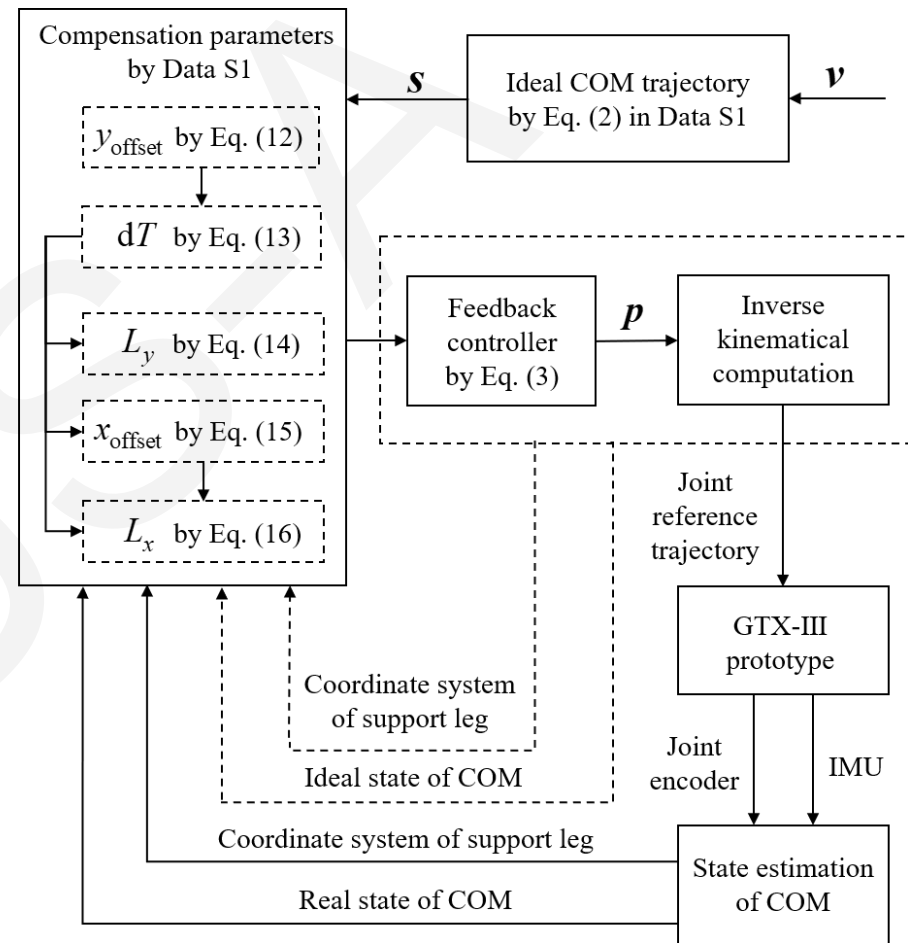 Compensation parameters
by Data S1
y_offset by Eq. (12)
dT by Eq. (13)
L_y by Eq. (14)
x_offset by Eq. (15)
L_x by Eq. (16)
s
Ideal COM trajectory
by Eq. (2) in Data S1
v
Feedback
controller
by Eq. (3)
p
Inverse
kinematical
computation
Joint
reference
trajectory
GTX-III
prototype
Coordinate system
of support leg
Ideal state of COM
Joint
encoder
IMU
Coordinate system of support leg
Real state of COM
State estimation
of COM